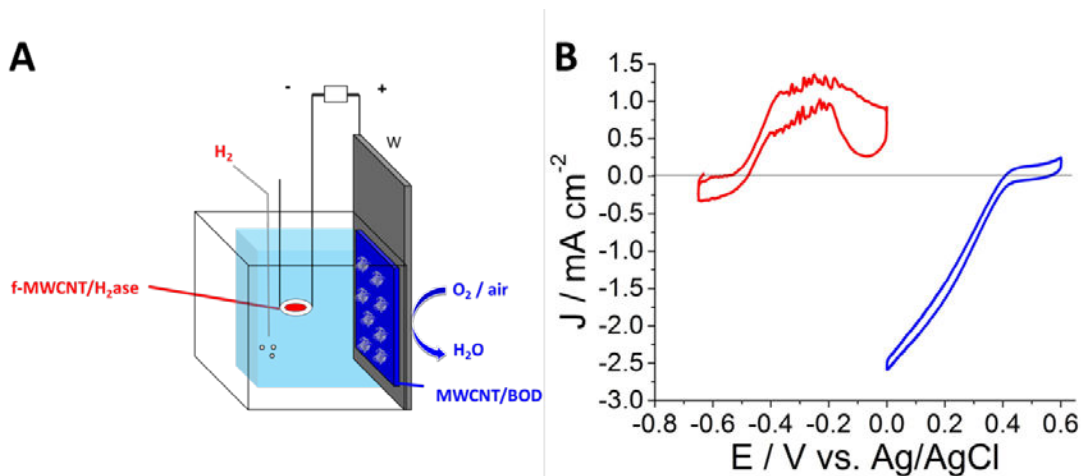 A
-
+
W
H₂
f-MWCNT/H₂ase
O₂ / air
H₂O
MWCNT/BOD
B
J / mA cm⁻²
1.5
1.0
0.5
0.0
-0.5
-1.0
-1.5
-2.0
-2.5
-3.0
-0.8 -0.6 -0.4 -0.2 0.0 0.2 0.4 0.6
E / V vs. Ag/AgCl